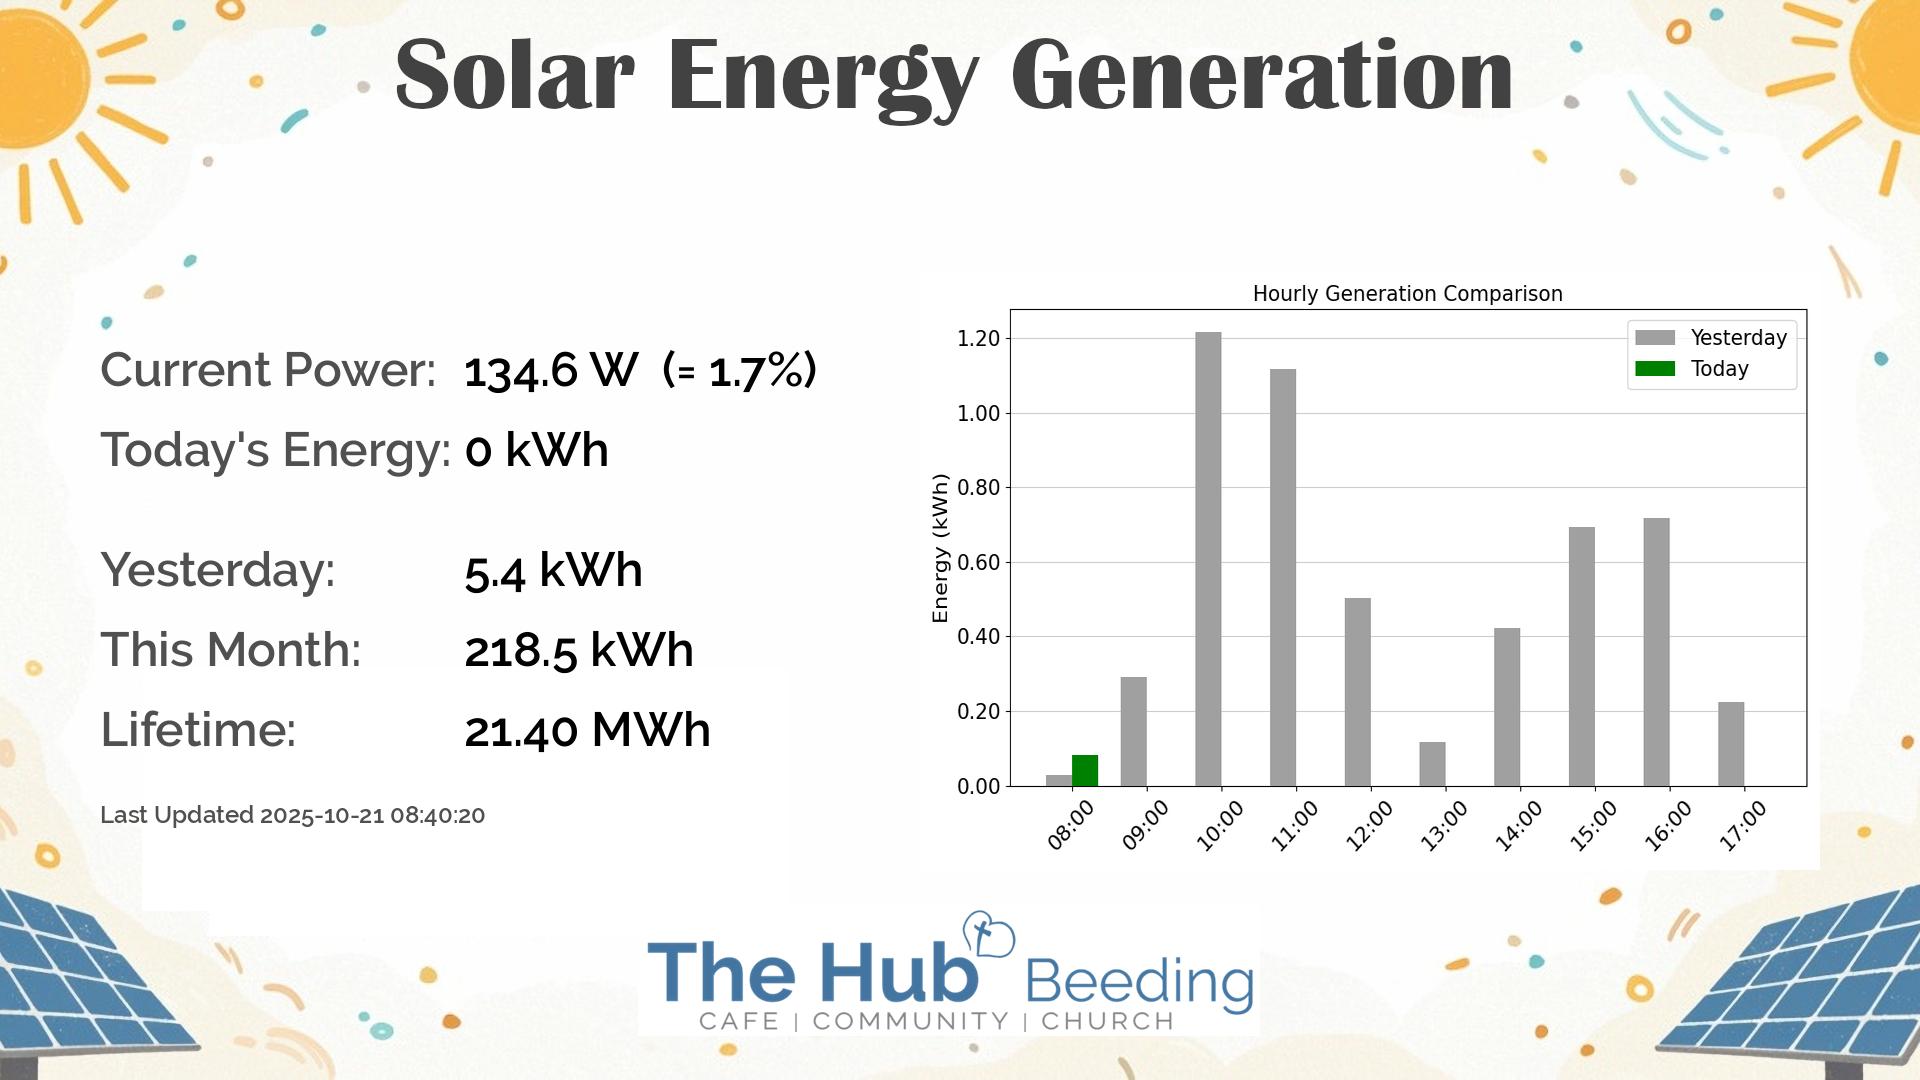 Solar Energy Generation
Current Power: 134.6 W (= 1.7%)
Today's Energy: 0 kWh
Yesterday: 5.4 kWh
This Month: 218.5 kWh
Lifetime: 21.40 MWh
Last Updated 2025-10-21 08:40:20
Hourly Generation Comparison
Yesterday
Today
Energy (kWh)
1.20
1.00
0.80
0.60
0.40
0.20
0.00
08:00 09:00 10:00 11:00 12:00 13:00 14:00 15:00 16:00 17:00
The Hub Beeding
CAFE | COMMUNITY | CHURCH